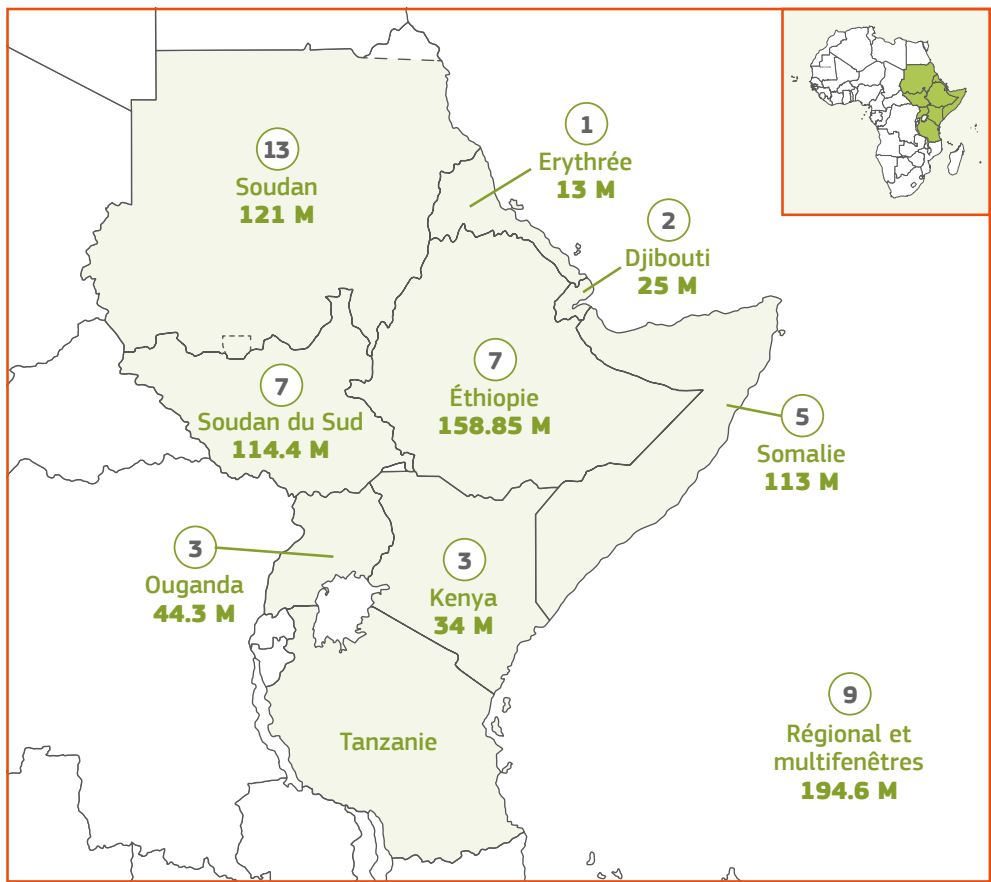 13
Soudan
121 M
1
Erythrée
13 M
2
Djibouti
25 M
7
Soudan du Sud
114.4 M
7
Éthiopie
158.85 M
5
Somalie
113 M
3
Ouganda
44.3 M
3
Kenya
34 M
Tanzanie
9
Régional et
multifenêtres
194.6 M